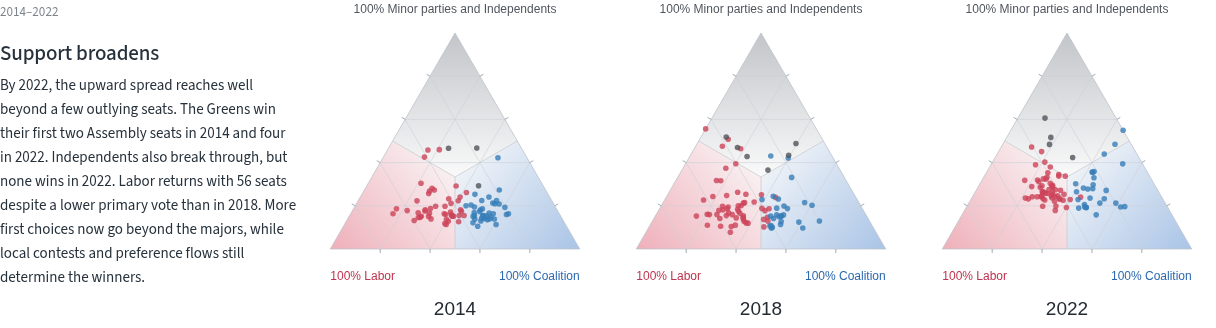 2014–2022
Support broadens
By 2022, the upward spread reaches well
beyond a few outlying seats. The Greens win
their first two Assembly seats in 2014 and four
in 2022. Independents also break through, but
none wins in 2022. Labor returns with 56 seats
despite a lower primary vote than in 2018. More
first choices now go beyond the majors, while
local contests and preference flows still
determine the winners.
100% Minor parties and Independents
100% Labor
100% Coalition
2014
100% Minor parties and Independents
100% Labor
100% Coalition
2018
100% Minor parties and Independents
100% Labor
100% Coalition
2022